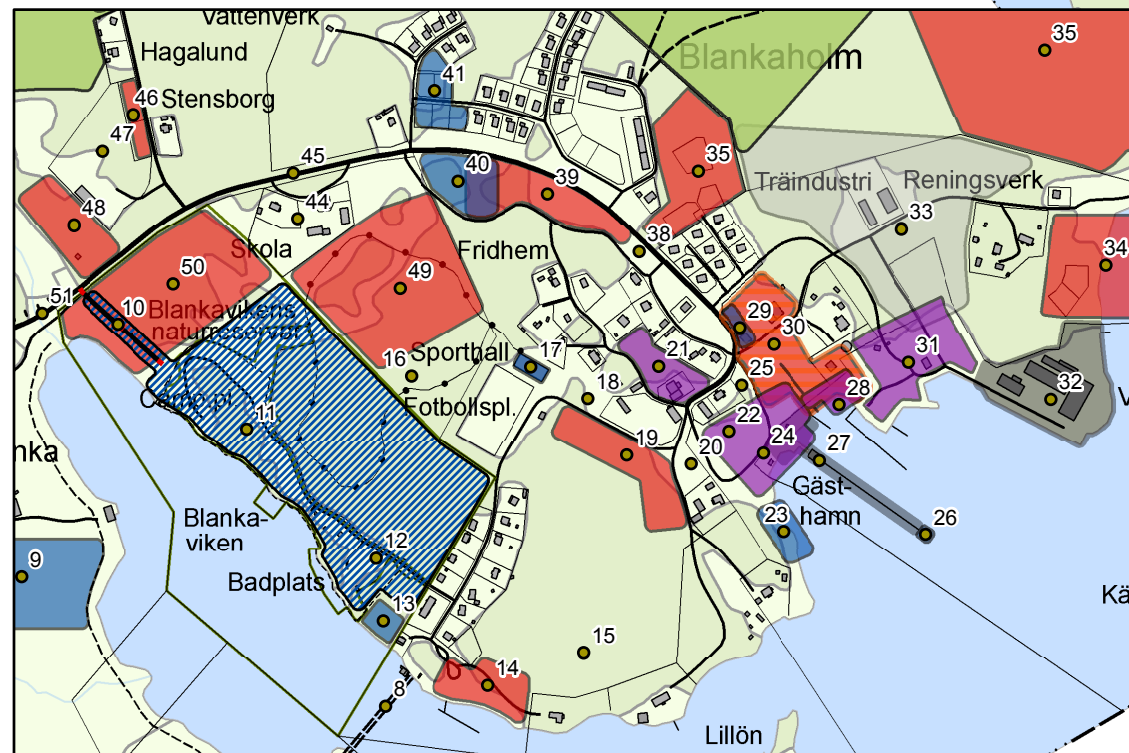 Vattenverk
Hagalund
Blankaholm
35
41
46
Stensborg
47
45
40
39
35
Träindustri
Reningsverk
48
44
33
Skola
Fridhem
38
34
50
49
51
10
Blankavikens
naturreservat
29
30
16
Sporthall
17
21
31
18
25
28
32
Camp.pl.
Fotbollspl.
11
22
24
27
nka
19
20
Gäst-
hamn
23
26
Blanka-
viken
12
9
Badplats
13
Kä
15
14
8
Lillön